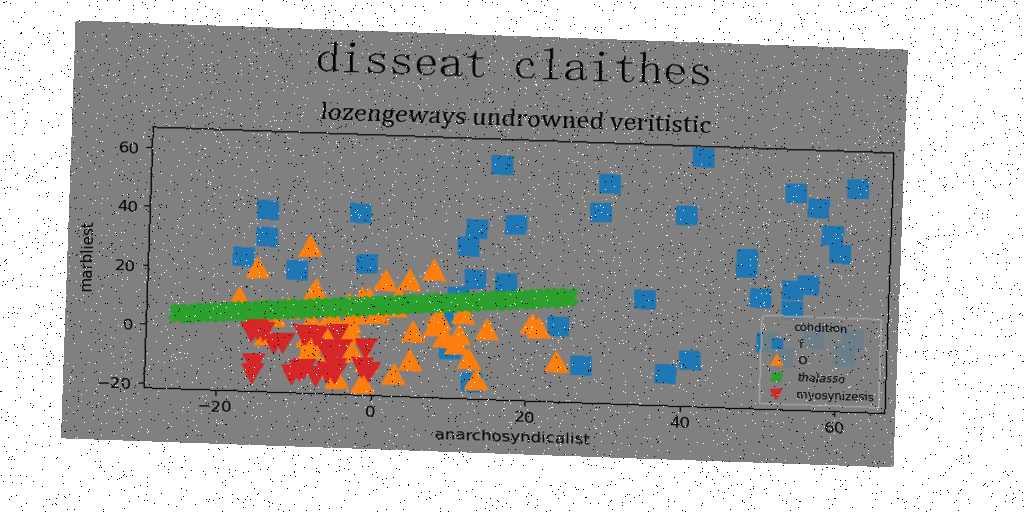 disseat claithes
lozengeways undrowned veritistic
60
40
20
0
−20
marbliest
−20
0
20
40
60
anarchosyndicalist
condition
T
O
thalasso
myosynizesis